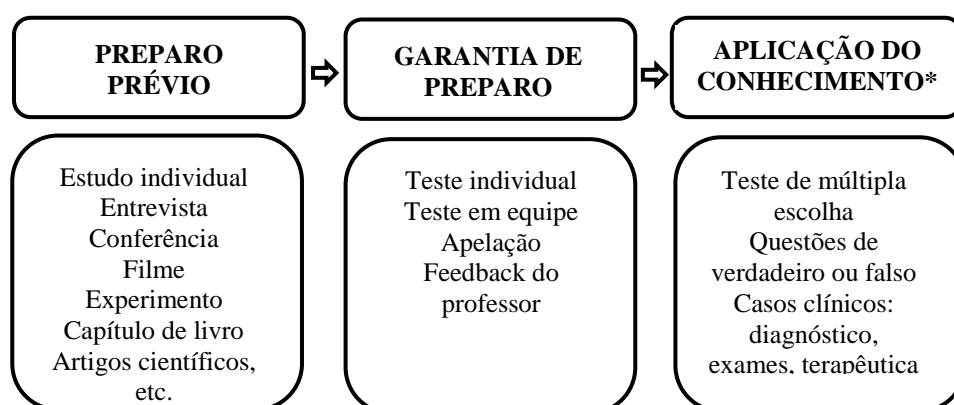 PREPARO
PRÉVIO
GARANTIA DE
PREPARO
APLICAÇÃO DO
CONHECIMENTO*
Estudo individual
Entrevista
Conferência
Filme
Experimento
Capítulo de livro
Artigos científicos,
etc.
Teste individual
Teste em equipe
Apelação
Feedback do
professor
Teste de múltipla
escolha
Questões de
verdadeiro ou falso
Casos clínicos:
diagnóstico,
exames, terapêutica